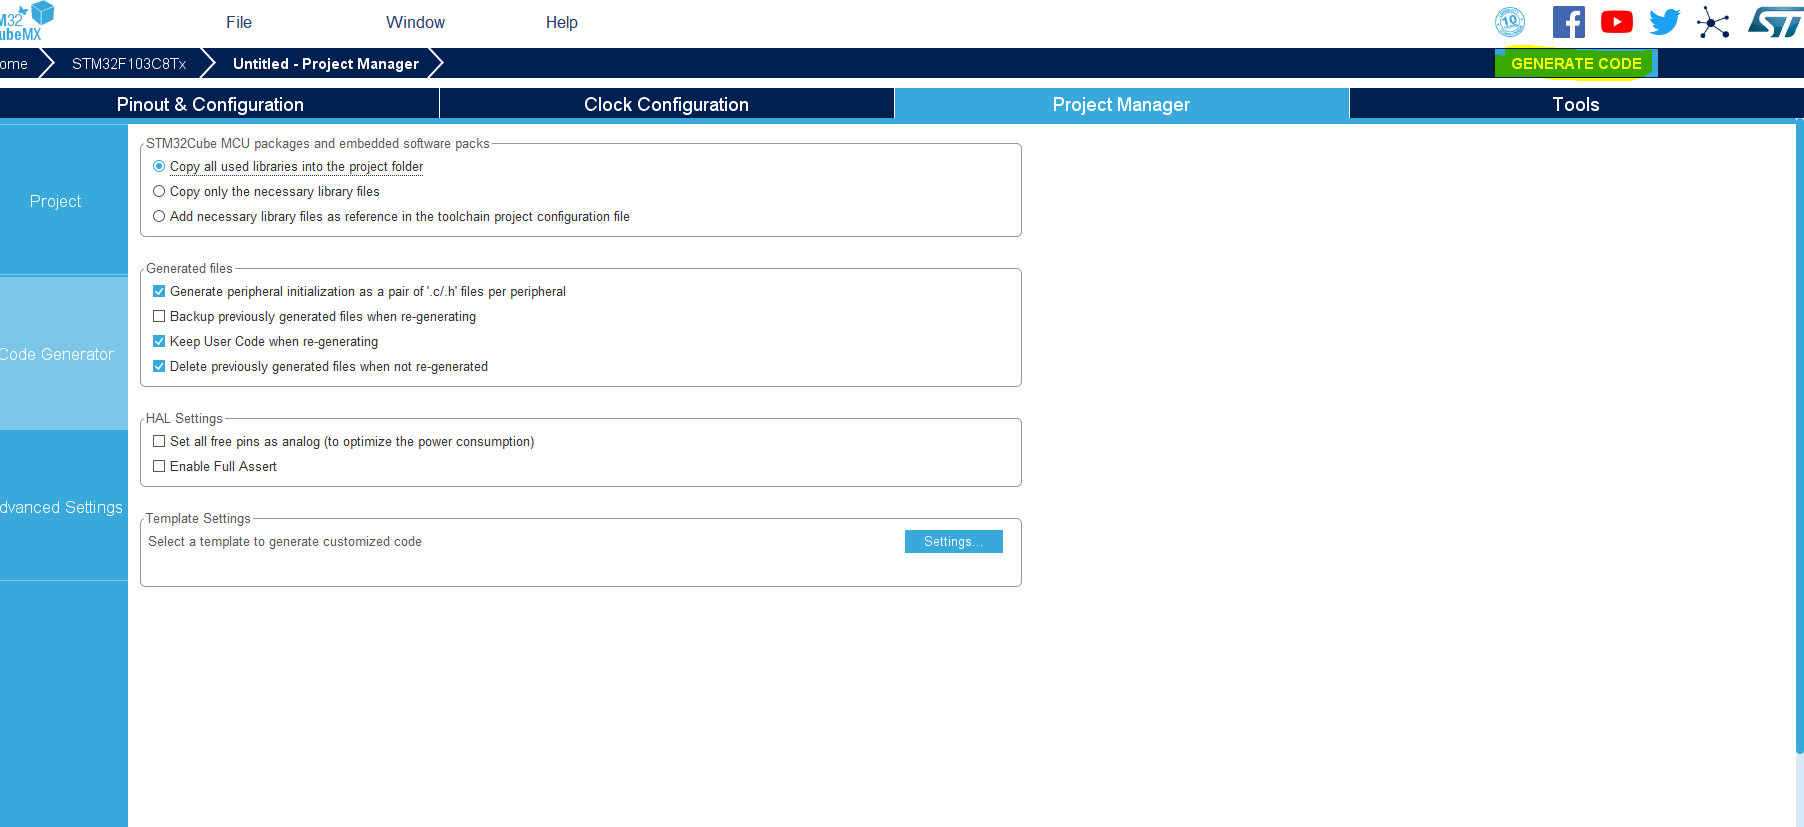 M32
ubeMX
File
Window
Help
10
ome
STM32F103C8Tx
Untitled - Project Manager
GENERATE CODE
Pinout & Configuration
Clock Configuration
Project Manager
Tools
Project
Code Generator
dvanced Settings
STM32Cube MCU packages and embedded software packs
Copy all used libraries into the project folder
Copy only the necessary library files
Add necessary library files as reference in the toolchain project configuration file
Generated files
Generate peripheral initialization as a pair of '.c/.h' files per peripheral
Backup previously generated files when re-generating
Keep User Code when re-generating
Delete previously generated files when not re-generated
HAL Settings
Set all free pins as analog (to optimize the power consumption)
Enable Full Assert
Template Settings
Select a template to generate customized code
Settings...